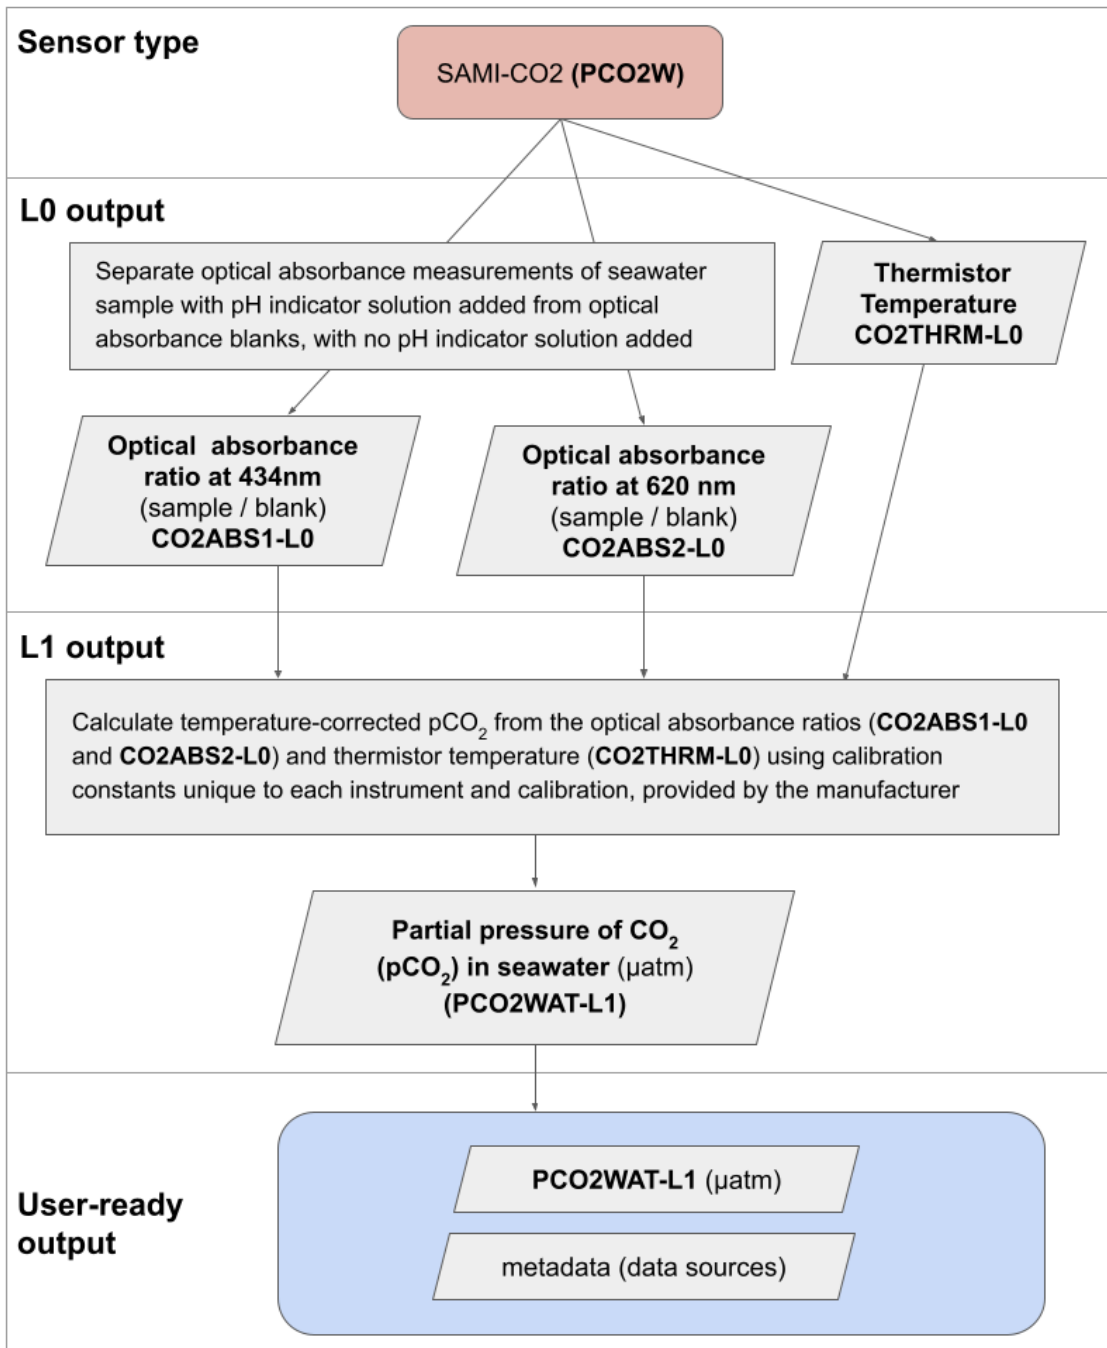 Sensor type
SAMI-CO2 (PCO2W)
L0 output
Separate optical absorbance measurements of seawater
sample with pH indicator solution added from optical
absorbance blanks, with no pH indicator solution added
Thermistor
Temperature
CO2THRM-L0
Optical absorbance
ratio at 434nm
(sample / blank)
CO2ABS1-L0
Optical absorbance
ratio at 620 nm
(sample / blank)
CO2ABS2-L0
L1 output
Calculate temperature-corrected pCO₂ from the optical absorbance ratios (CO2ABS1-L0
and CO2ABS2-L0) and thermistor temperature (CO2THRM-L0) using calibration
constants unique to each instrument and calibration, provided by the manufacturer
Partial pressure of CO₂
(pCO₂) in seawater (µatm)
(PCO2WAT-L1)
User-ready
output
PCO2WAT-L1 (µatm)
metadata (data sources)